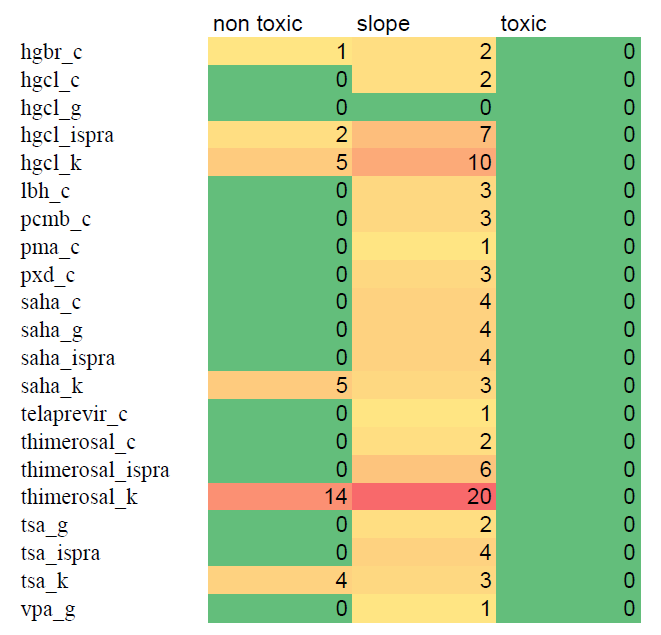 non toxic slope toxic
hgbr_c 1 2 0
hgcl_c 0 2 0
hgcl_g 0 0 0
hgcl_ispra 2 7 0
hgcl_k 5 10 0
lbh_c 0 3 0
pcmb_c 0 3 0
pma_c 0 1 0
pxd_c 0 3 0
saha_c 0 4 0
saha_g 0 4 0
saha_ispra 0 4 0
saha_k 5 3 0
telaprevir_c 0 1 0
thimerosal_c 0 2 0
thimerosal_ispra 0 6 0
thimerosal_k 14 20 0
tsa_g 0 2 0
tsa_ispra 0 4 0
tsa_k 4 3 0
vpa_g 0 1 0